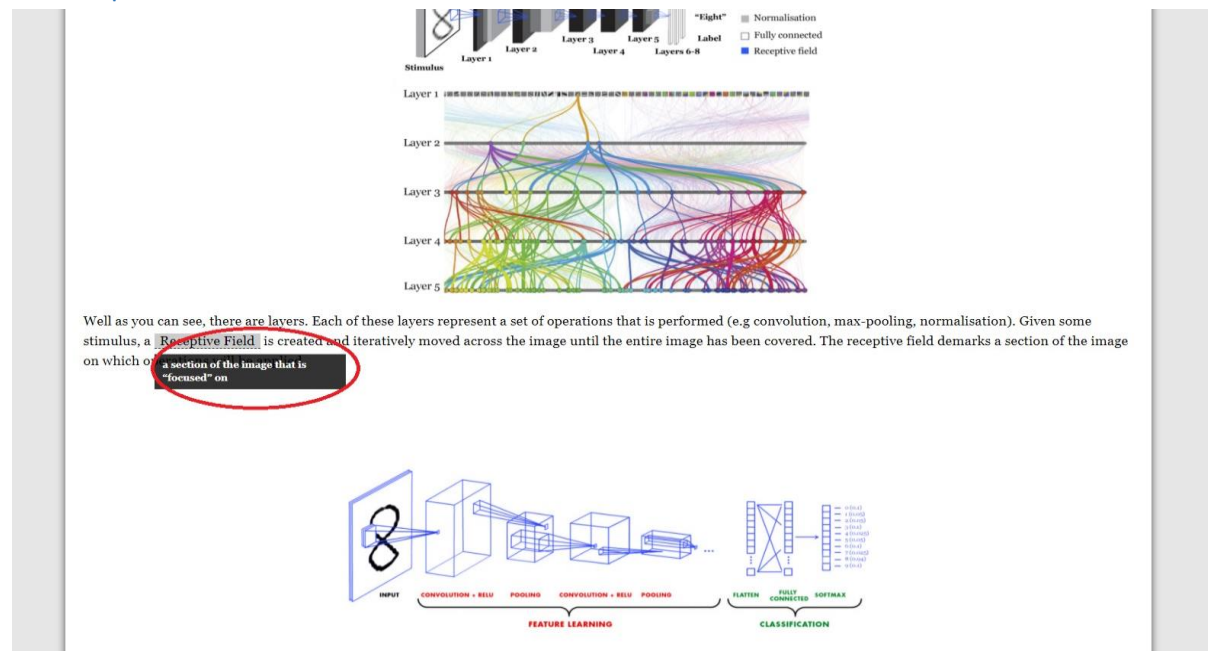 "Eight"
Normalisation
Layer 3
Layer 5
Label
Fully connected
Layer 2
Layer 4
Layers 6-8
Receptive field
Layer 1
Stimulus
Layer 1
Layer 2
Layer 3
Layer 4
Layer 5
Well as you can see, there are layers. Each of these layers represent a set of operations that is performed (e.g convolution, max-pooling, normalisation). Given some
stimulus, a Receptive Field is created and iteratively moved across the image until the entire image has been covered. The receptive field demarks a section of the image
on which operations will be applied
a section of the image that is
“focused” on
INPUT
CONVOLUTION + RELU
POOLING
CONVOLUTION + RELU
POOLING
...
FLATTEN
FULLY
CONNECTED
SOFTMAX
FEATURE LEARNING
CLASSIFICATION